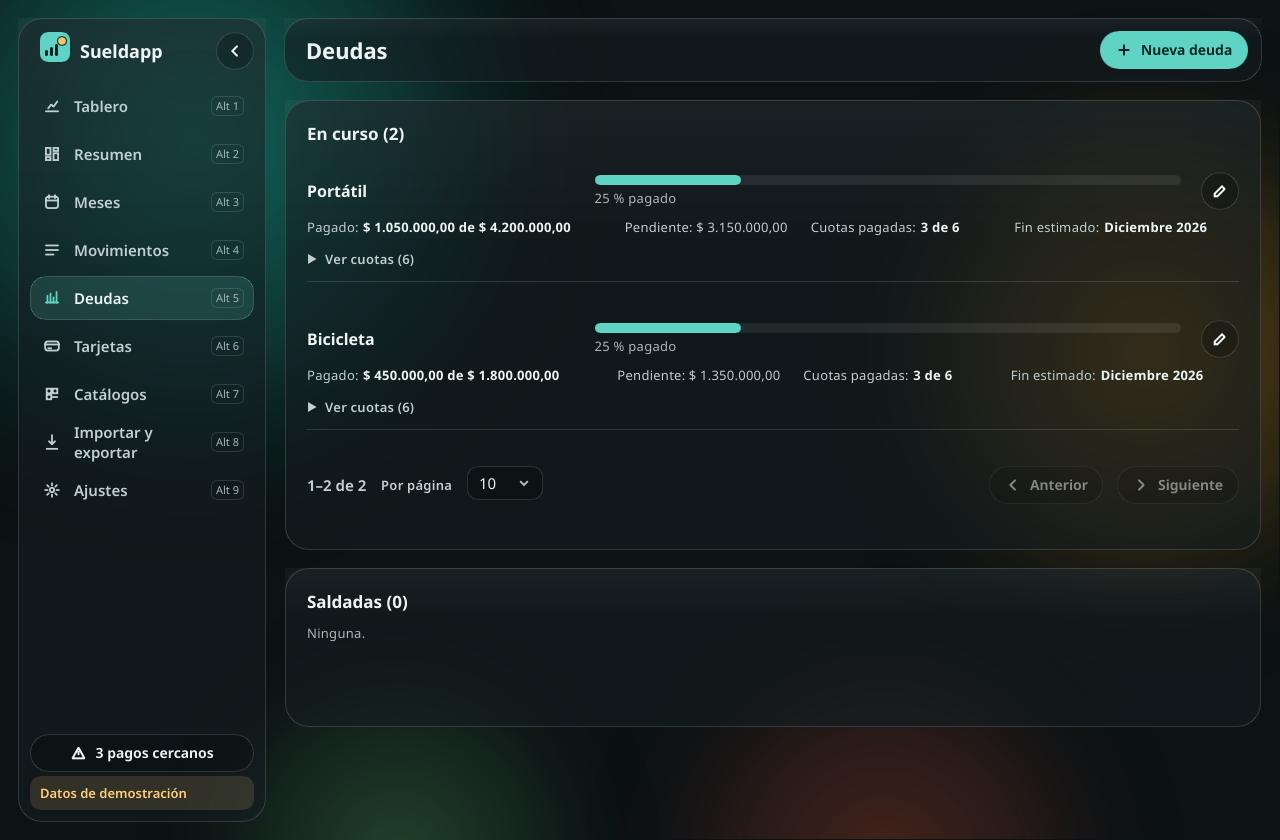 Sueldapp
Tablero Alt 1
Resumen Alt 2
Meses Alt 3
Movimientos Alt 4
Deudas Alt 5
Tarjetas Alt 6
Catálogos Alt 7
Importar y
exportar Alt 8
Ajustes Alt 9
3 pagos cercanos
Datos de demostración
Deudas
Nueva deuda
En curso (2)
Portátil
25 % pagado
Pagado: $ 1.050.000,00 de $ 4.200.000,00 Pendiente: $ 3.150.000,00 Cuotas pagadas: 3 de 6 Fin estimado: Diciembre 2026
Ver cuotas (6)
Bicicleta
25 % pagado
Pagado: $ 450.000,00 de $ 1.800.000,00 Pendiente: $ 1.350.000,00 Cuotas pagadas: 3 de 6 Fin estimado: Diciembre 2026
Ver cuotas (6)
1–2 de 2 Por página 10 Anterior Siguiente
Saldadas (0)
Ninguna.